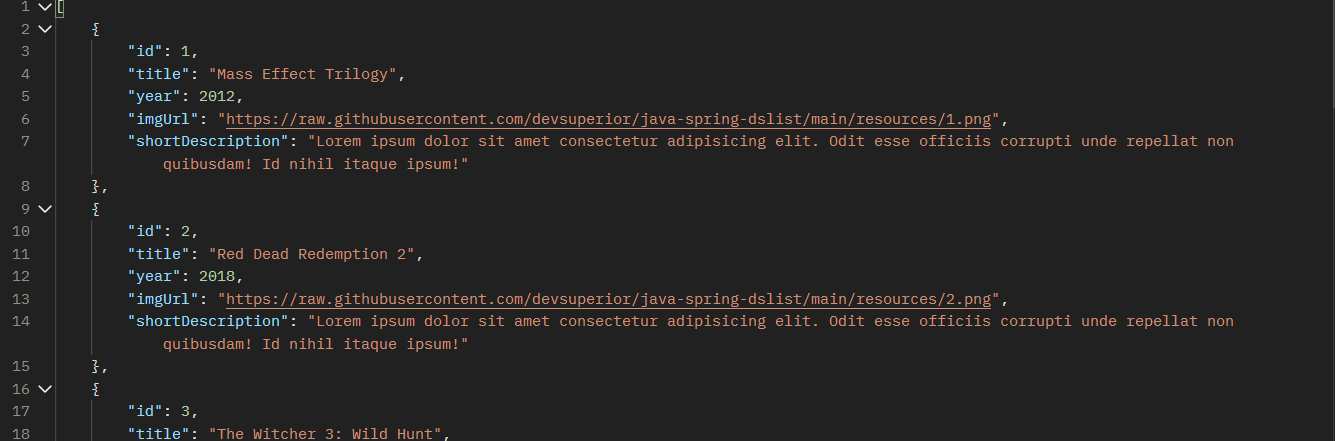 1 [
2 {
3 "id": 1,
4 "title": "Mass Effect Trilogy",
5 "year": 2012,
6 "imgUrl": "https://raw.githubusercontent.com/devsuperior/java-spring-dslist/main/resources/1.png",
7 "shortDescription": "Lorem ipsum dolor sit amet consectetur adipisicing elit. Odit esse officiis corrupti unde repellat non
quibusdam! Id nihil itaque ipsum!"
8 },
9 {
10 "id": 2,
11 "title": "Red Dead Redemption 2",
12 "year": 2018,
13 "imgUrl": "https://raw.githubusercontent.com/devsuperior/java-spring-dslist/main/resources/2.png",
14 "shortDescription": "Lorem ipsum dolor sit amet consectetur adipisicing elit. Odit esse officiis corrupti unde repellat non
quibusdam! Id nihil itaque ipsum!"
15 },
16 {
17 "id": 3,
18 "title": "The Witcher 3: Wild Hunt",